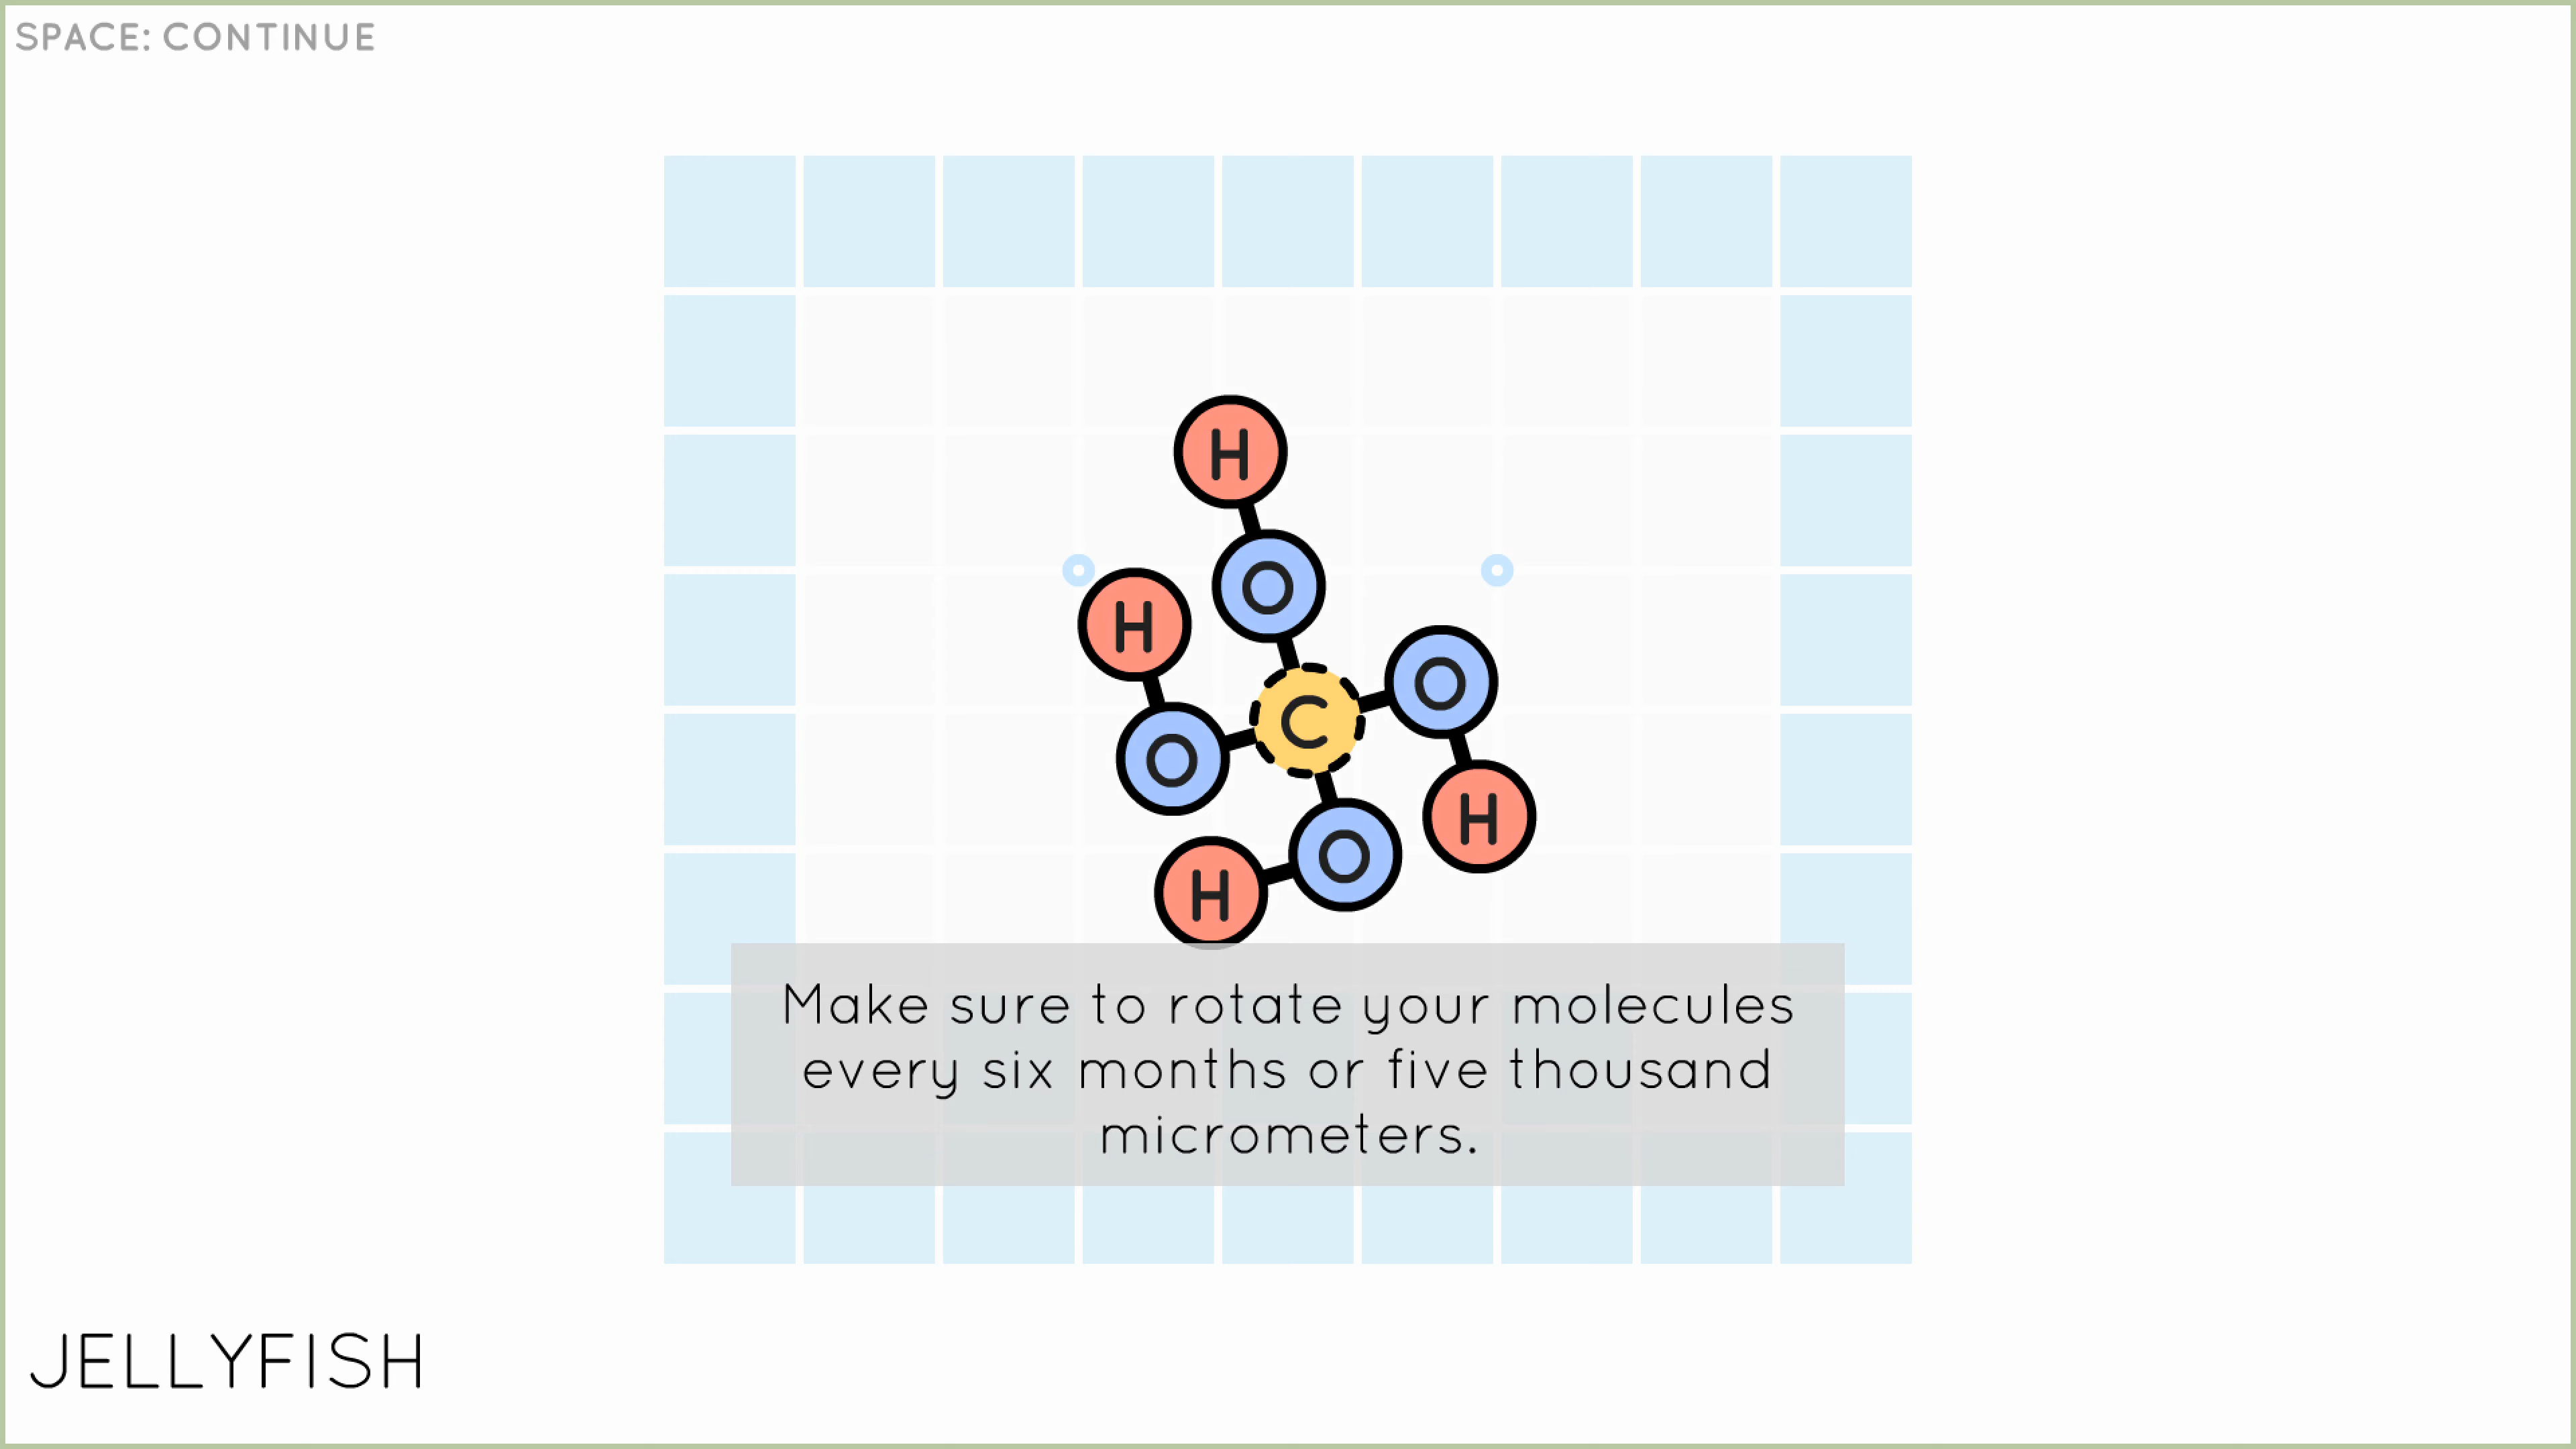 SPACE: CONTINUE
H
O
H
O
C
O
H
O
H
Make sure to rotate your molecules
every six months or five thousand
micrometers.
JELLYFISH